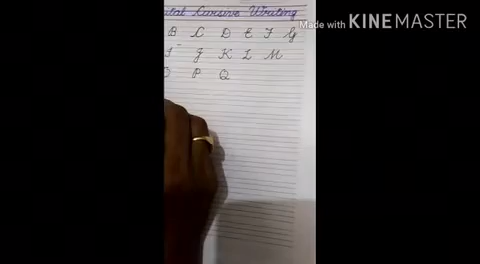 Cursive Writing
B C D E F G
I J K L M
O P Q
Made with KINEMASTER